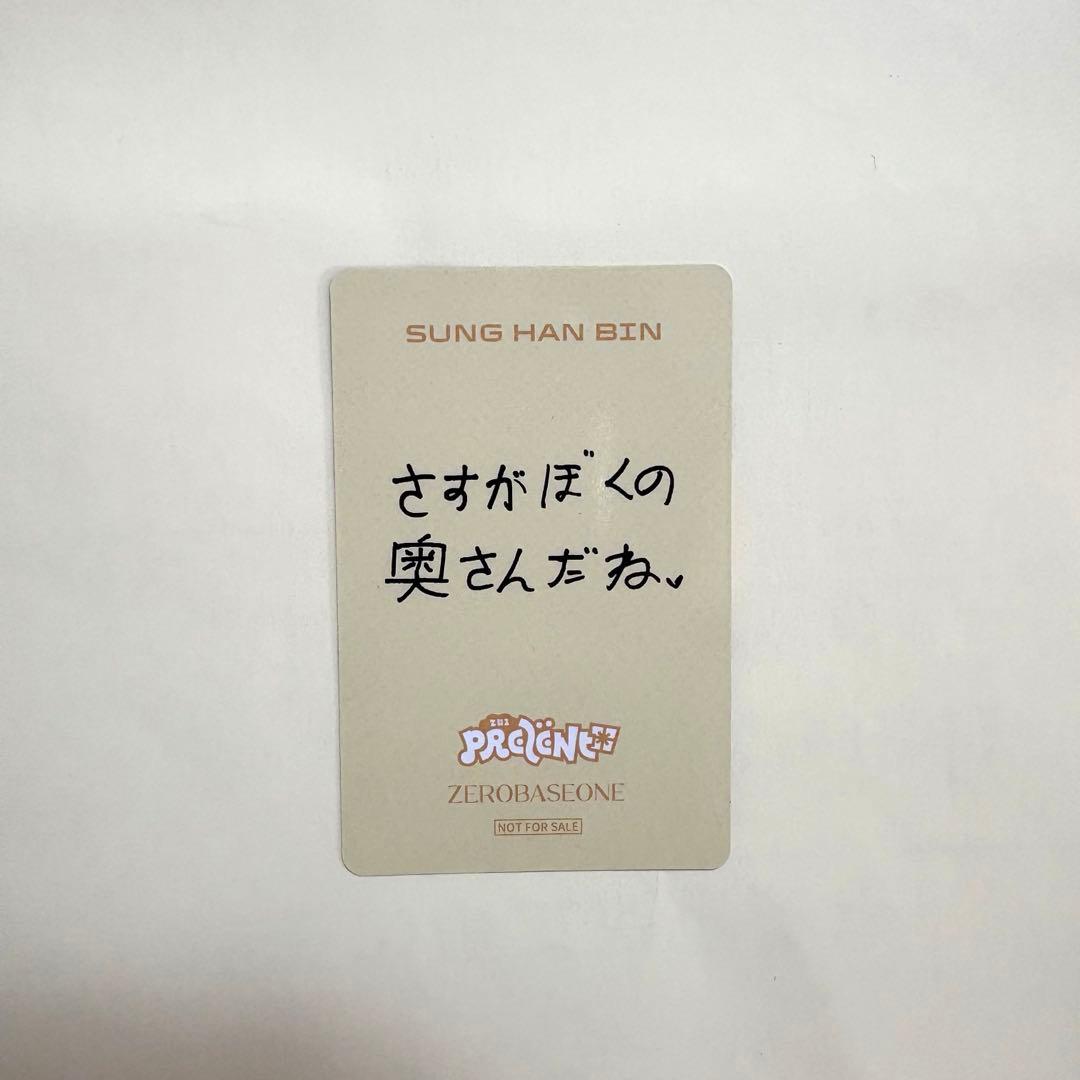 SUNG HAN BIN
さすがぼくの
奥さんだね♥
ZB1
PREZENT
ZEROBASEONE
NOT FOR SALE